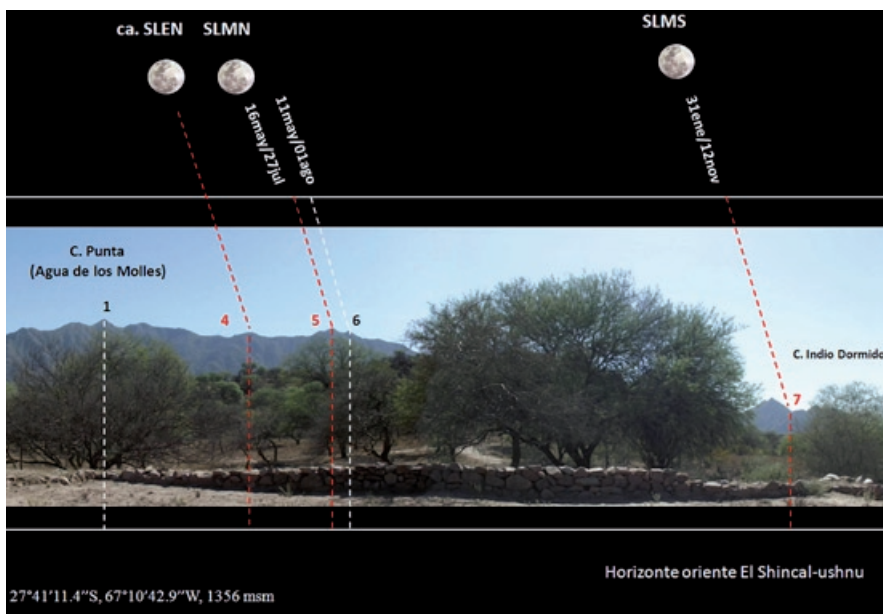 ca. SLEN
SLMN
SLMS
16may/27jul
11may/01ago
31ene/12nov
C. Punta
(Agua de los Molles)
1
4
5
6
C. Indio Dormido
7
Horizonte oriente El Shincal-ushnu
27°41'11.4"S, 67°10'42.9"W, 1356 msm